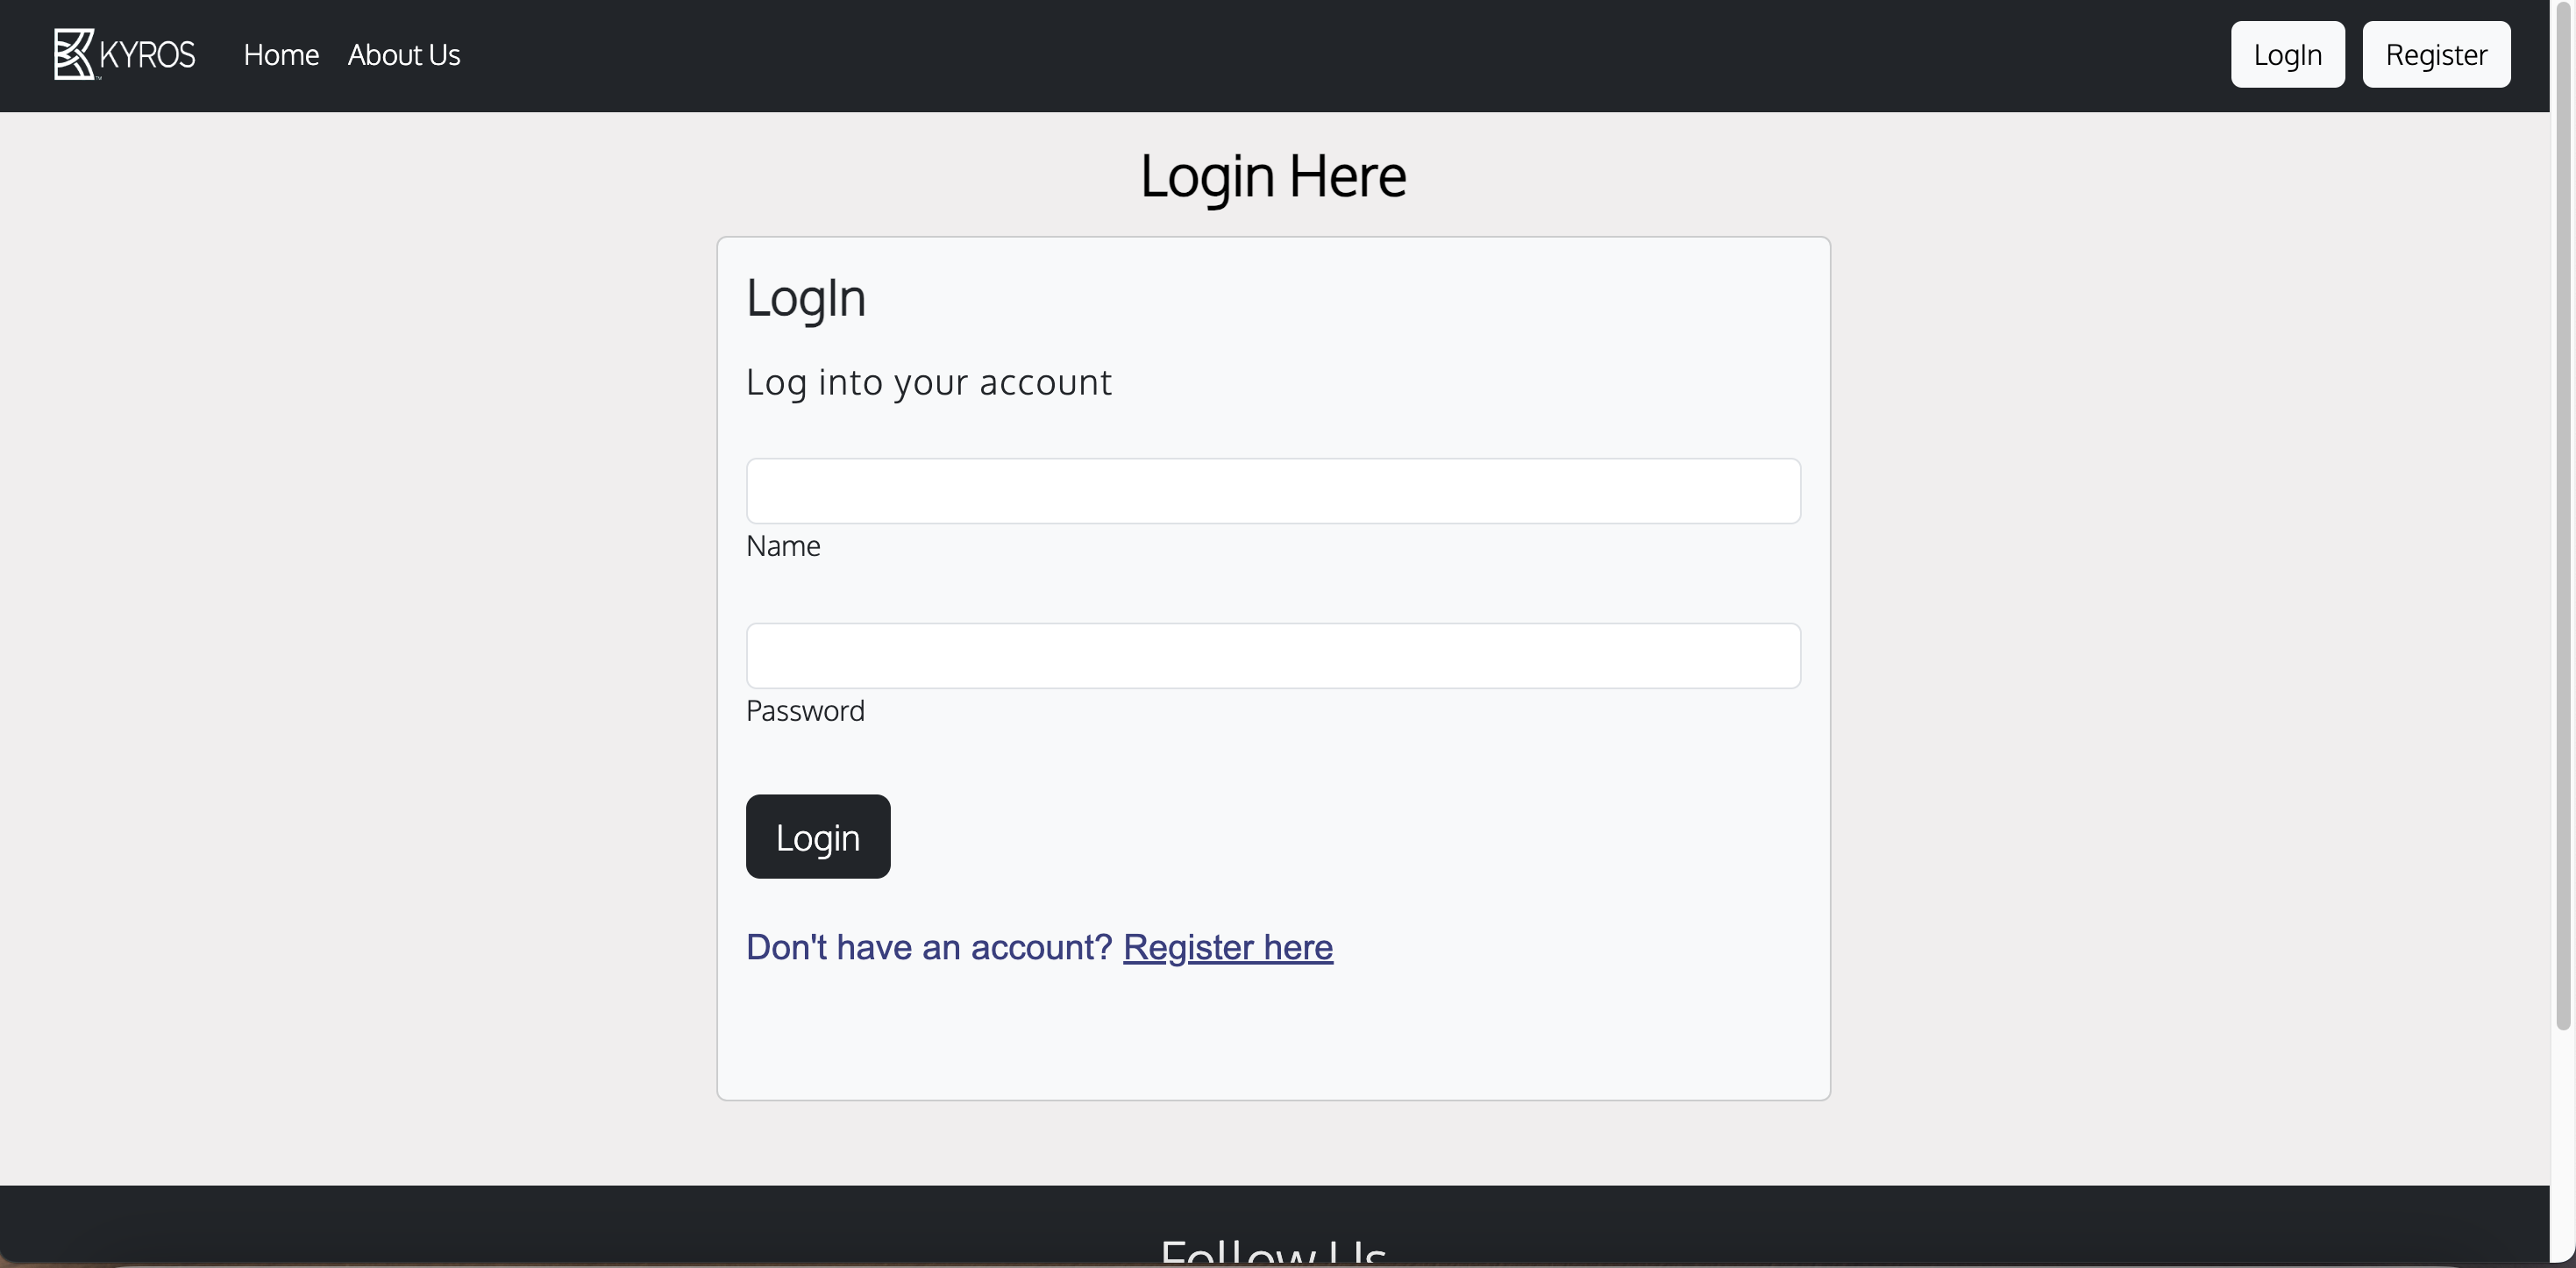 KYROS Home About Us LogIn Register
Login Here
LogIn
Log into your account
Name
Password
Login
Don't have an account? Register here
Follow Us